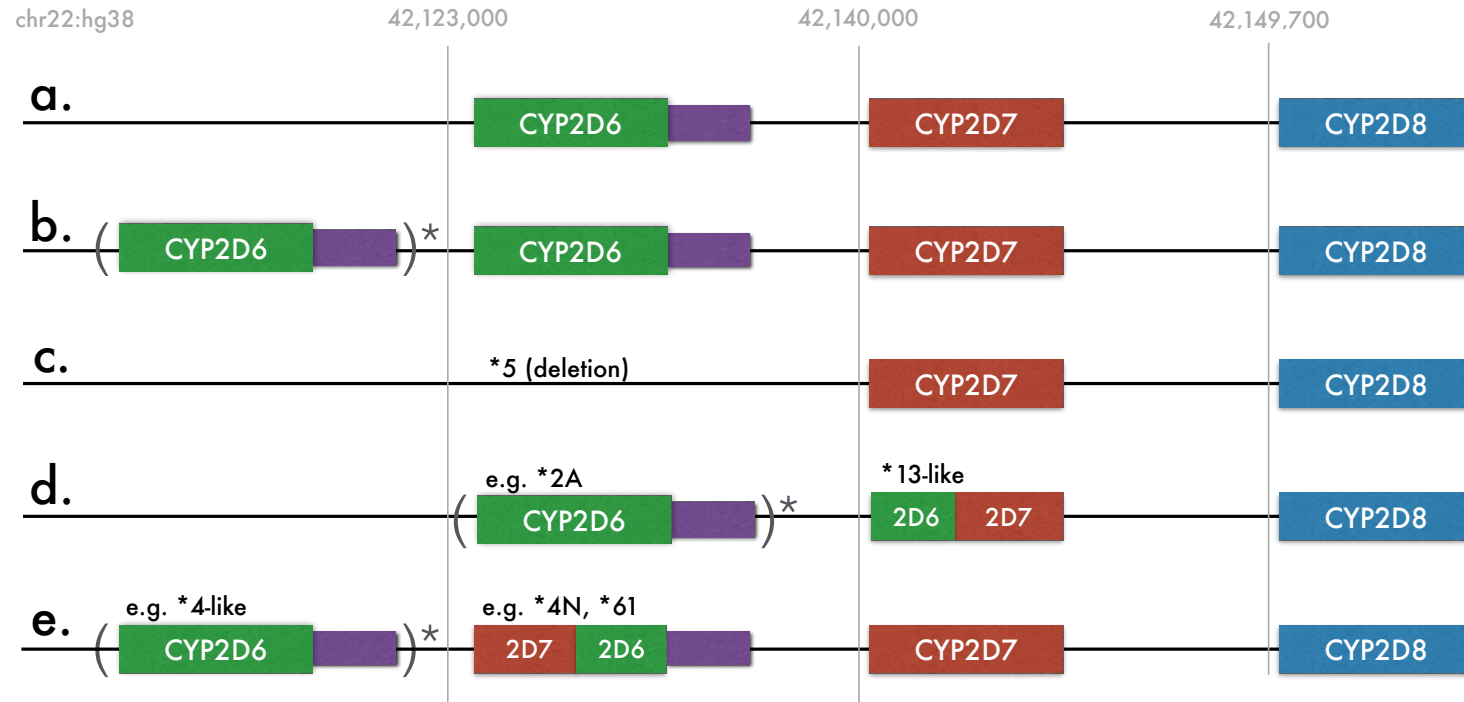 chr22:hg38 42,123,000 42,140,000 42,149,700
a.
CYP2D6 CYP2D7 CYP2D8
b.
( CYP2D6 )* CYP2D6 CYP2D7 CYP2D8
c.
*5 (deletion)
CYP2D7 CYP2D8
d.
e.g. *2A *13-like
( CYP2D6 )* 2D6 2D7 CYP2D8
e.
e.g. *4-like e.g. *4N, *61
( CYP2D6 )* 2D7 2D6 CYP2D7 CYP2D8